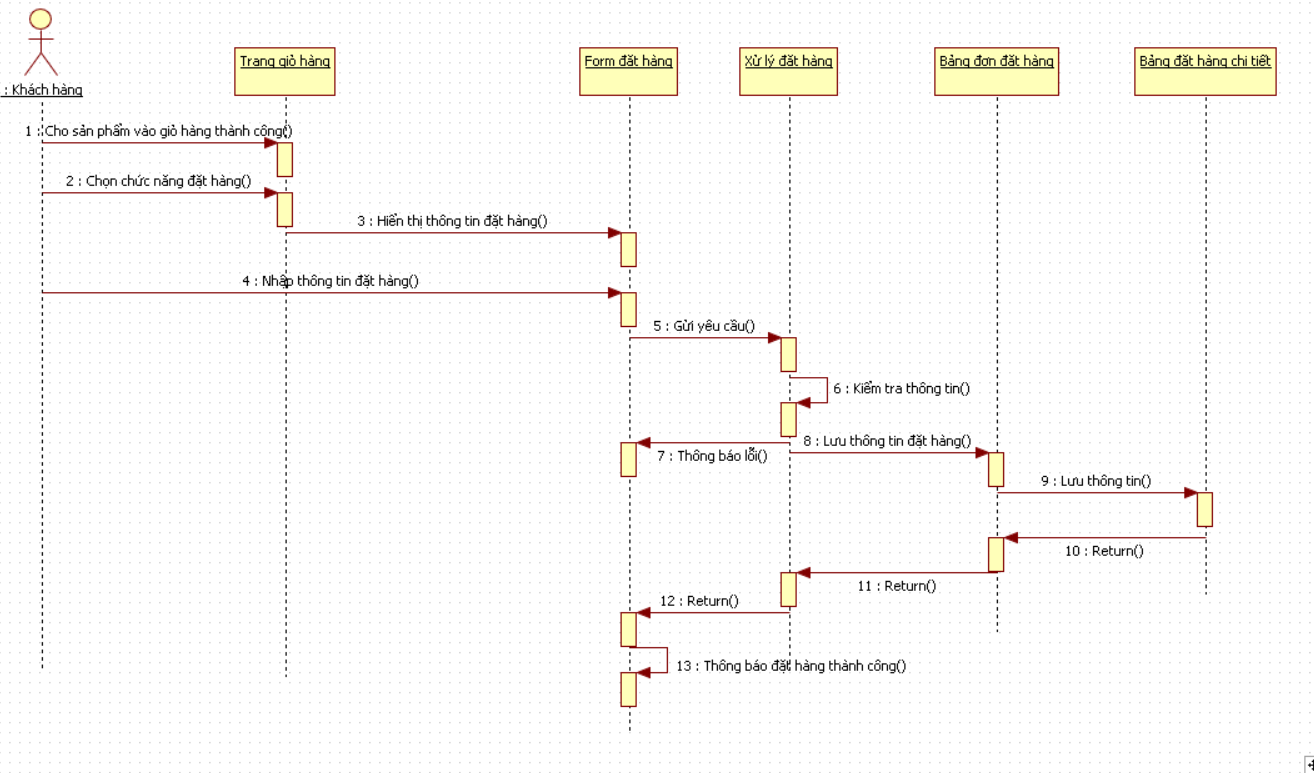 : Khách hàng
Trang giỏ hàng
Form đặt hàng
Xử lý đặt hàng
Bảng đơn đặt hàng
Bảng đặt hàng chi tiết
1 : Cho sản phẩm vào giỏ hàng thành công()
2 : Chọn chức năng đặt hàng()
3 : Hiển thị thông tin đặt hàng()
4 : Nhập thông tin đặt hàng()
5 : Gửi yêu cầu()
6 : Kiểm tra thông tin()
7 : Thông báo lỗi()
8 : Lưu thông tin đặt hàng()
9 : Lưu thông tin()
10 : Return()
11 : Return()
12 : Return()
13 : Thông báo đặt hàng thành công()